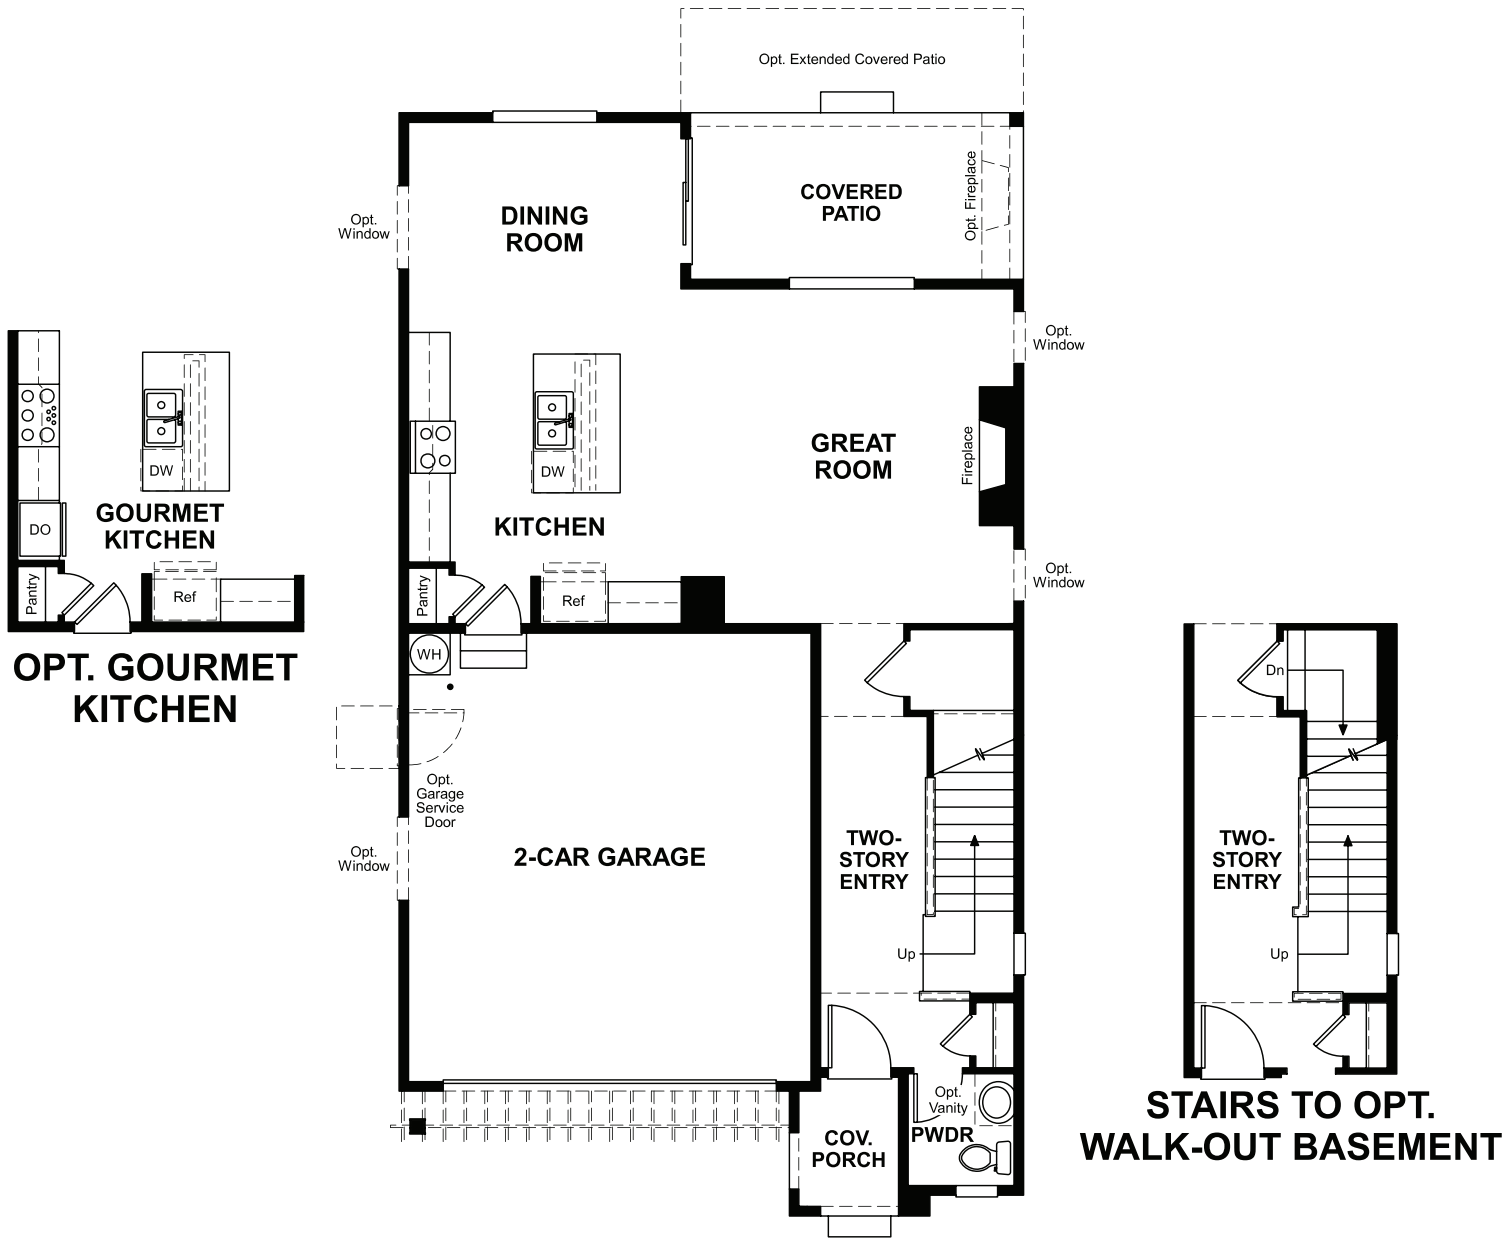 Opt. Extended Covered Patio
COVERED
PATIO
Opt. Fireplace
DINING
ROOM
Opt.
Window
Opt.
Window
GREAT
ROOM
Fireplace
DW
KITCHEN
Opt.
Window
Pantry
Ref
WH
Opt.
Garage
Service
Door
Opt.
Window
2-CAR GARAGE
TWO-
STORY
ENTRY
Up
Opt.
Vanity
PWDR
COV.
PORCH
DW
GOURMET
KITCHEN
DO
Pantry
Ref
OPT. GOURMET
KITCHEN
Dn
TWO-
STORY
ENTRY
Up
STAIRS TO OPT.
WALK-OUT BASEMENT